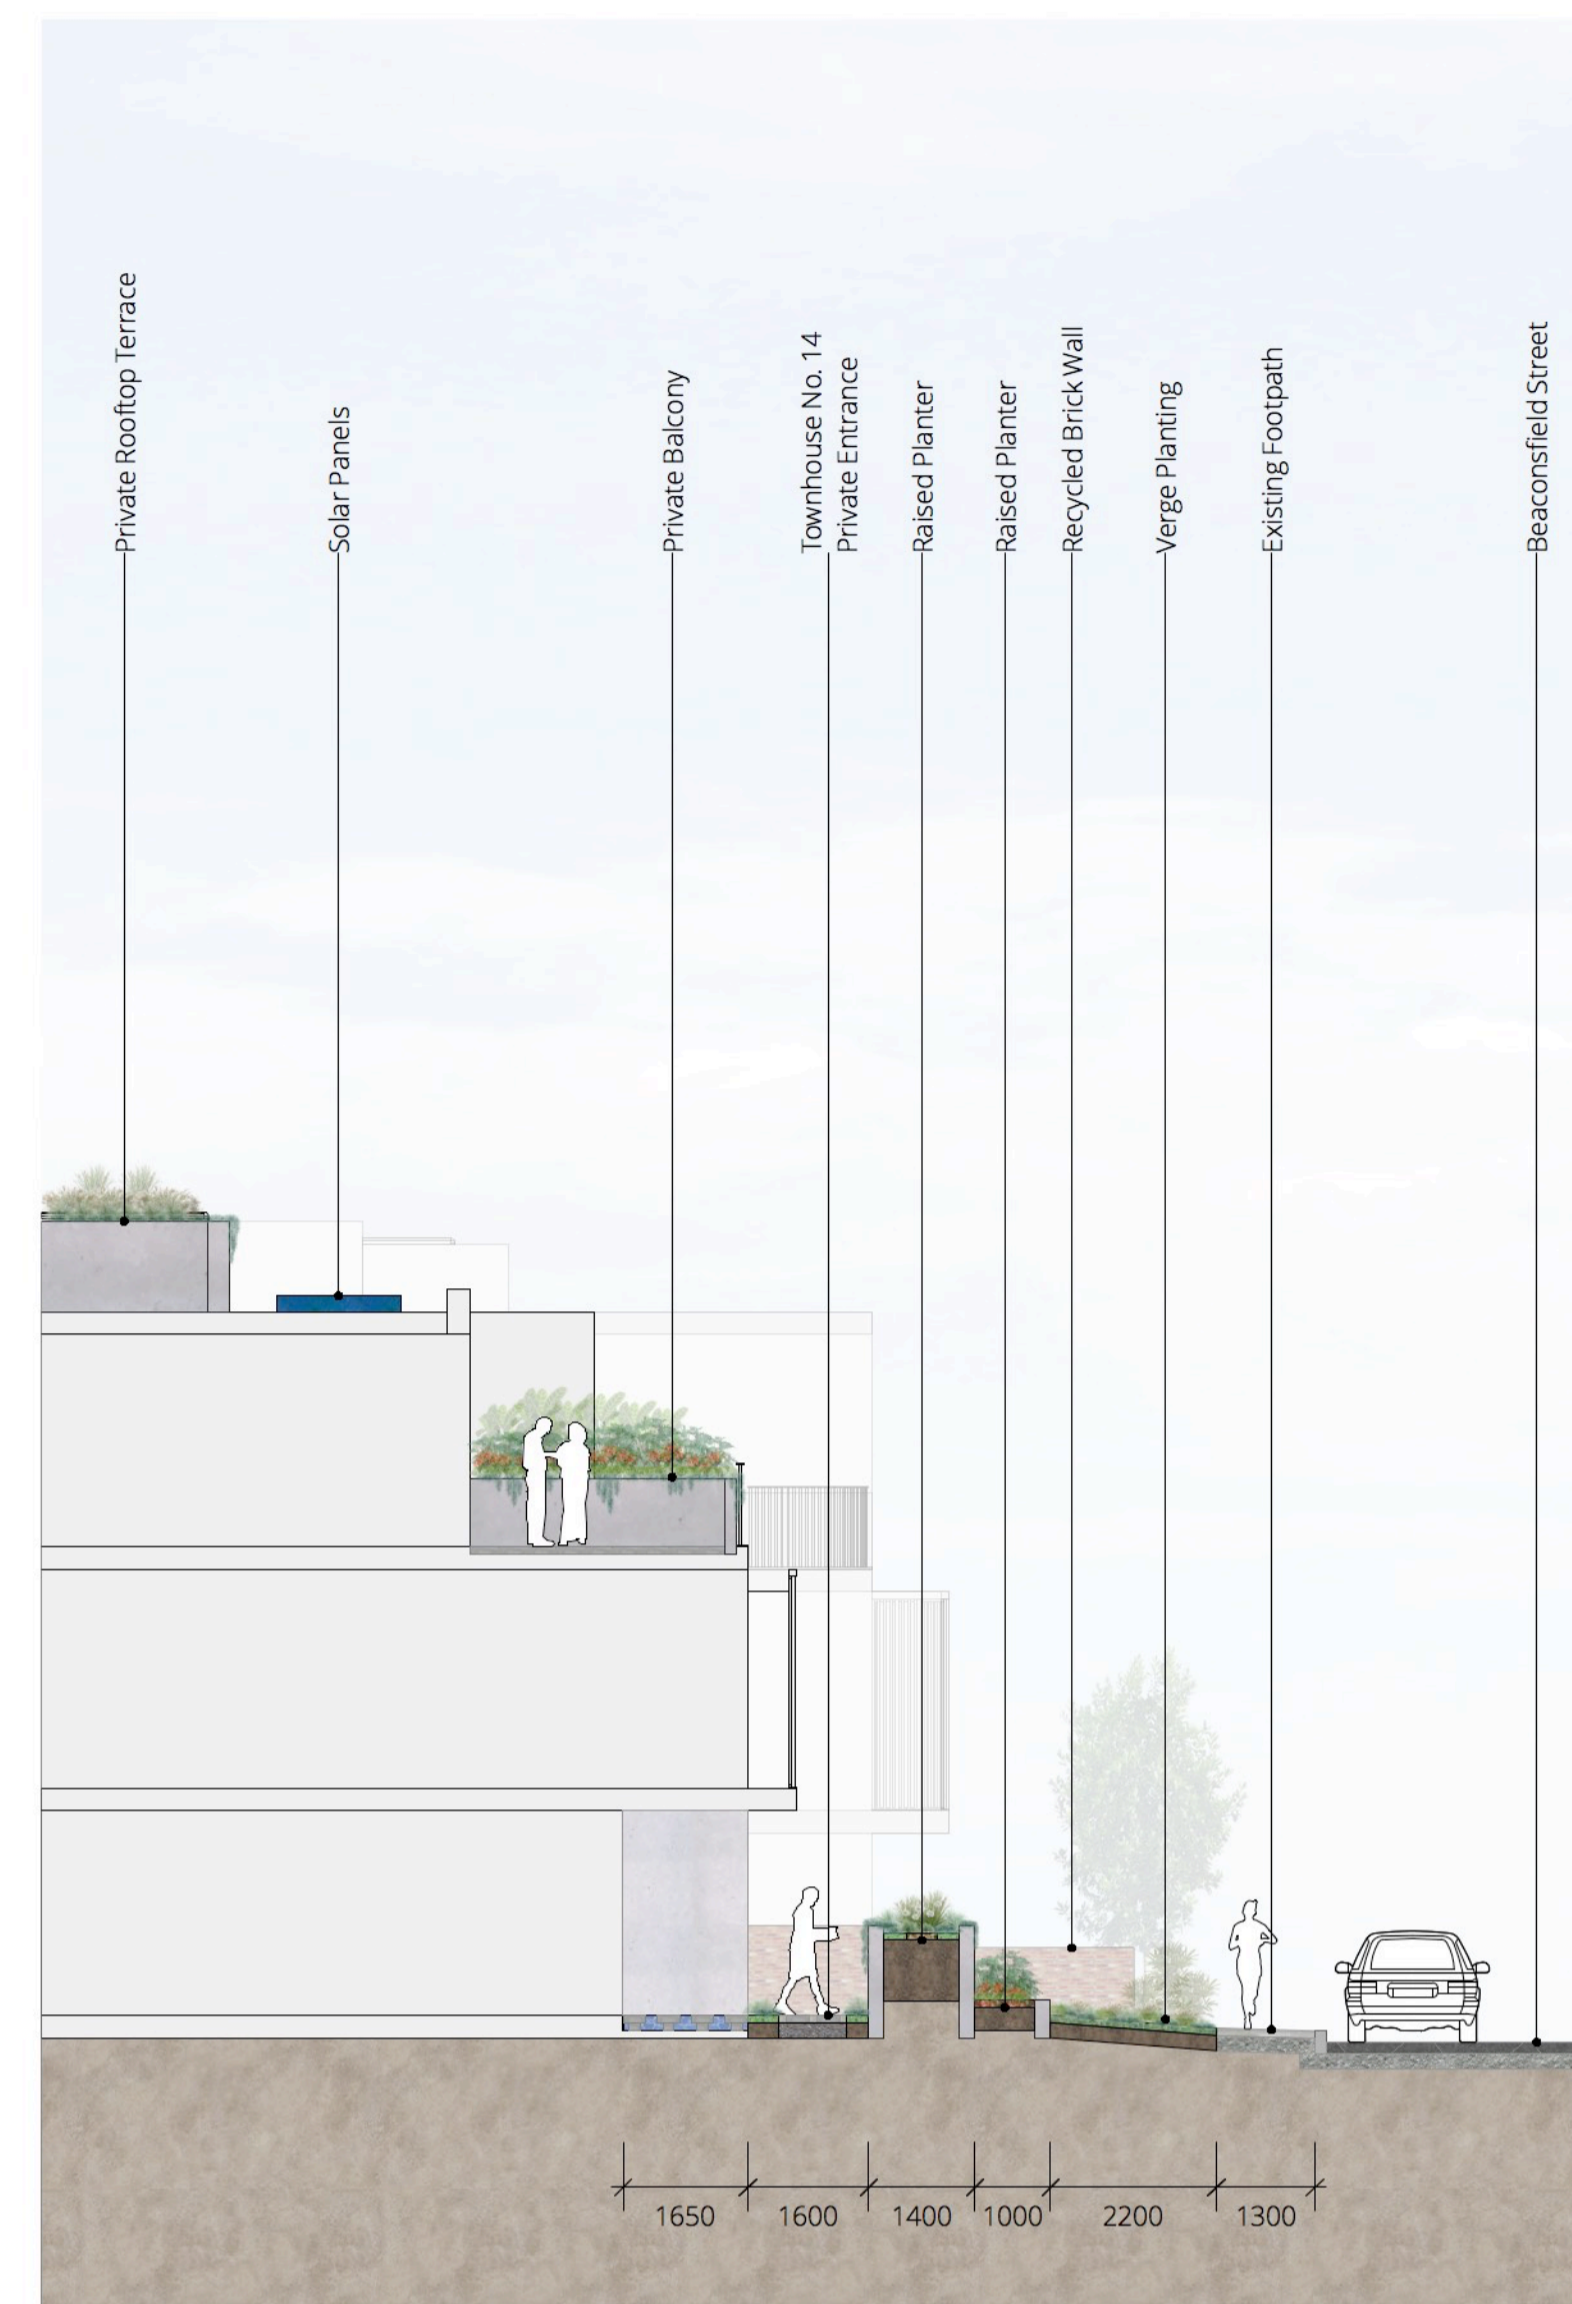 Private Rooftop Terrace
Solar Panels
Private Balcony
Townhouse No. 14
Private Entrance
Raised Planter
Raised Planter
Recycled Brick Wall
Verge Planting
Existing Footpath
Beaconsfield Street
1650
1600
1400
1000
2200
1300